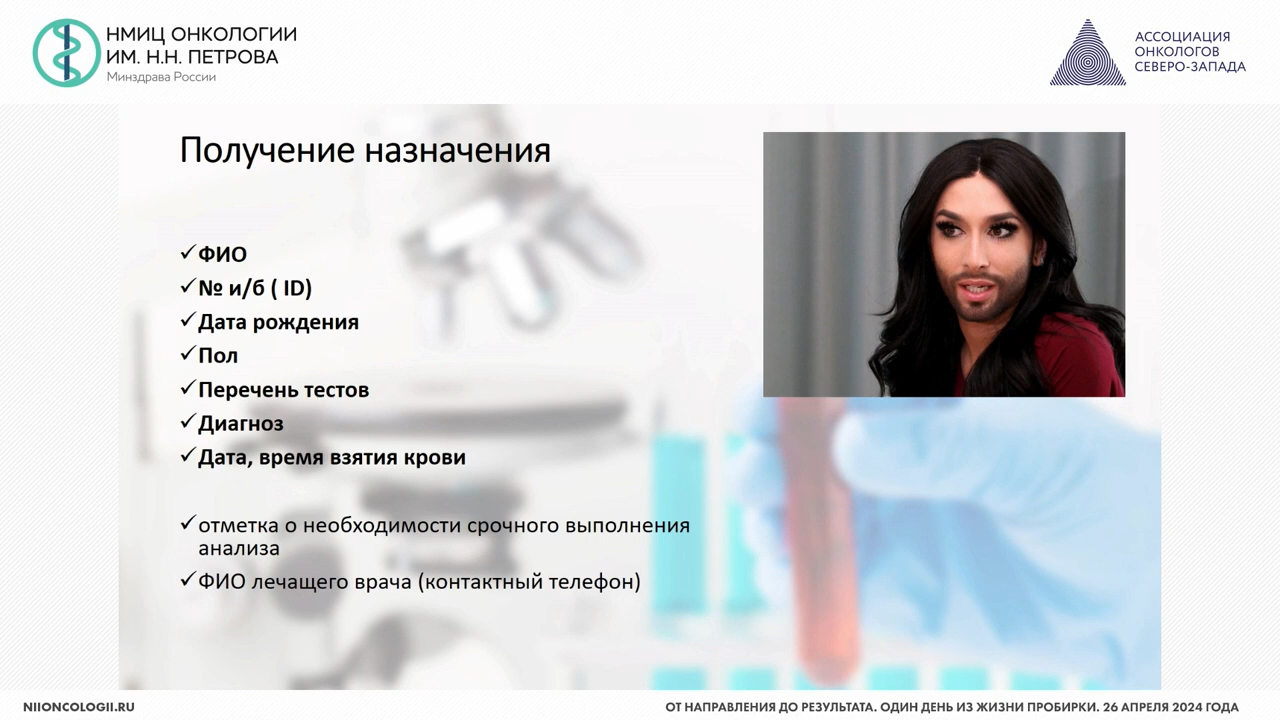 НМИЦ ОНКОЛОГИИ
ИМ. Н.Н. ПЕТРОВА
Минздрава России
АССОЦИАЦИЯ
ОНКОЛОГОВ
СЕВЕРО-ЗАПАДА
Получение назначения
✓ФИО
✓№ и/б ( ID)
✓Дата рождения
✓Пол
✓Перечень тестов
✓Диагноз
✓Дата, время взятия крови
✓отметка о необходимости срочного выполнения
анализа
✓ФИО лечащего врача (контактный телефон)
NIIONCOLOGII.RU
ОТ НАПРАВЛЕНИЯ ДО РЕЗУЛЬТАТА. ОДИН ДЕНЬ ИЗ ЖИЗНИ ПРОБИРКИ. 26 АПРЕЛЯ 2024 ГОДА